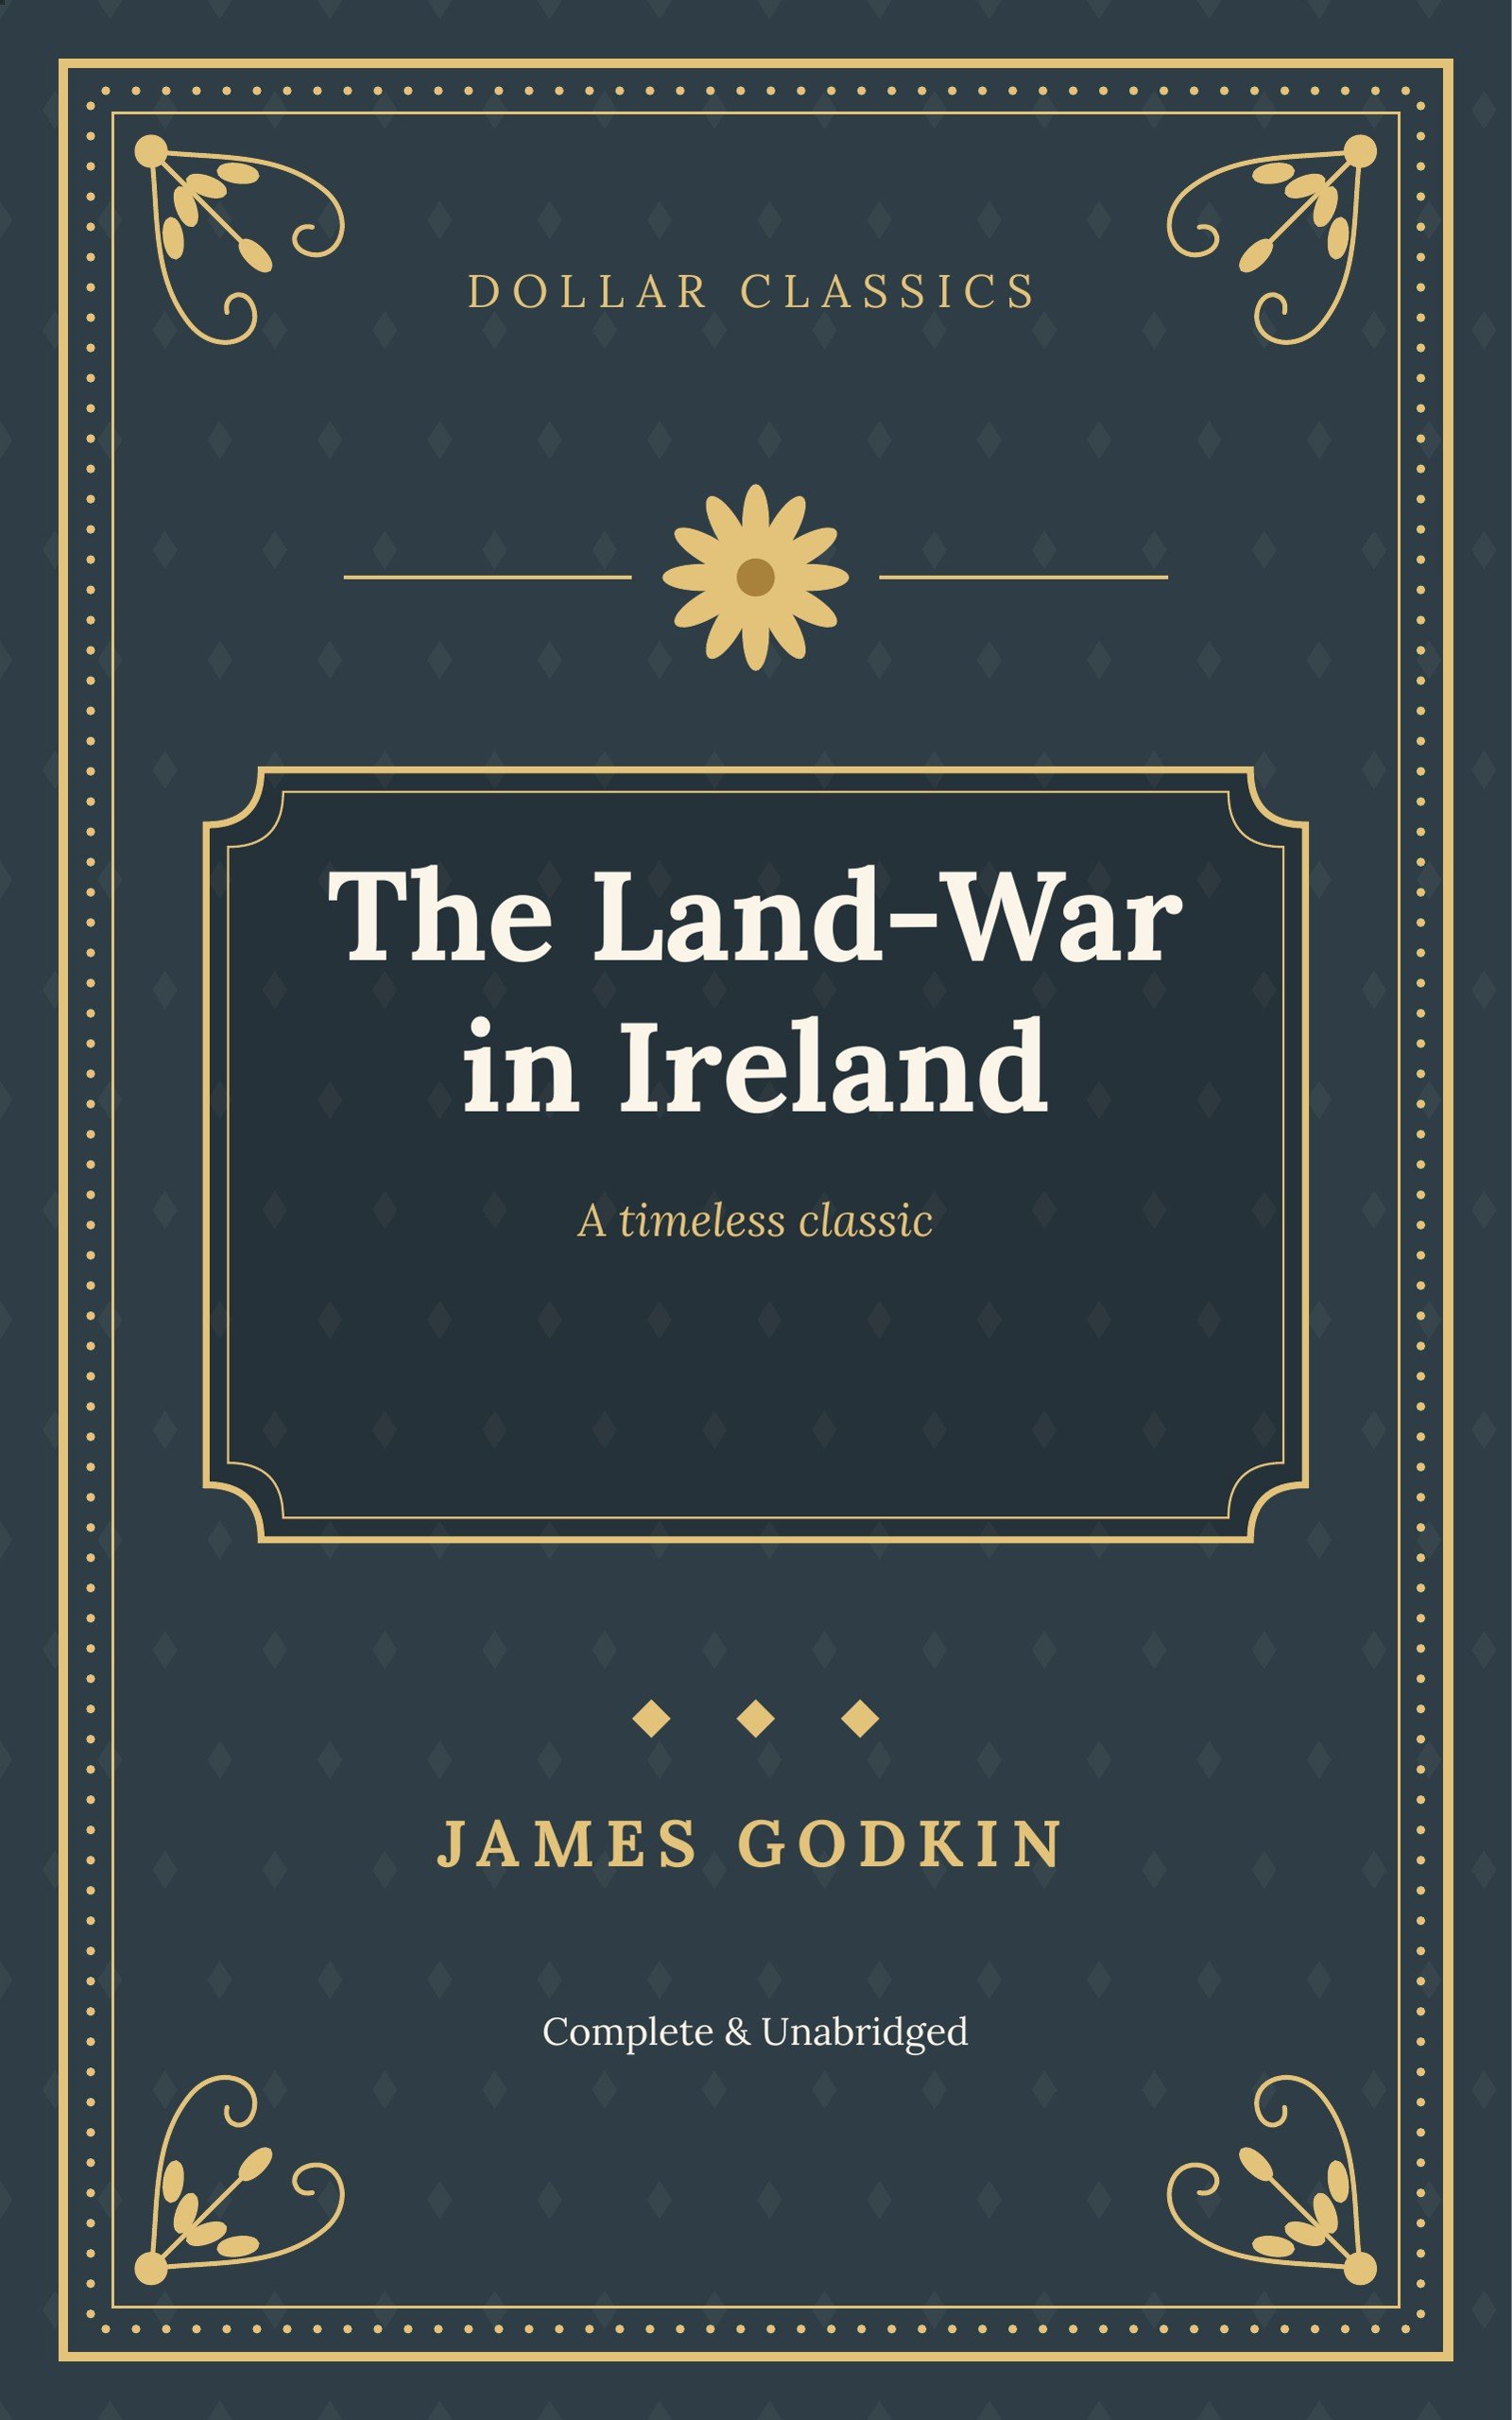 DOLLAR CLASSICS
The Land-War
in Ireland
A timeless classic
JAMES GODKIN
Complete & Unabridged